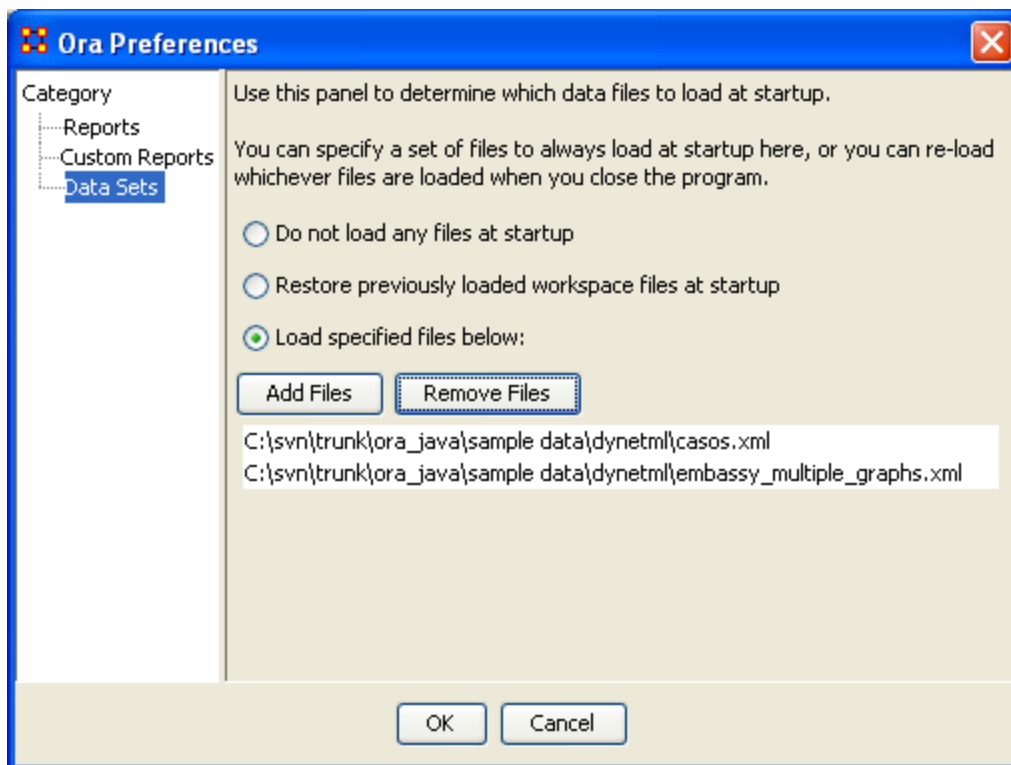 Ora Preferences
Category
Reports
Custom Reports
Data Sets
Use this panel to determine which data files to load at startup.
You can specify a set of files to always load at startup here, or you can re-load
whichever files are loaded when you close the program.
Do not load any files at startup
Restore previously loaded workspace files at startup
Load specified files below:
Add Files
Remove Files
C:\svn\trunk\ora_java\sample data\dynetml\casos.xml
C:\svn\trunk\ora_java\sample data\dynetml\embassy_multiple_graphs.xml
OK
Cancel